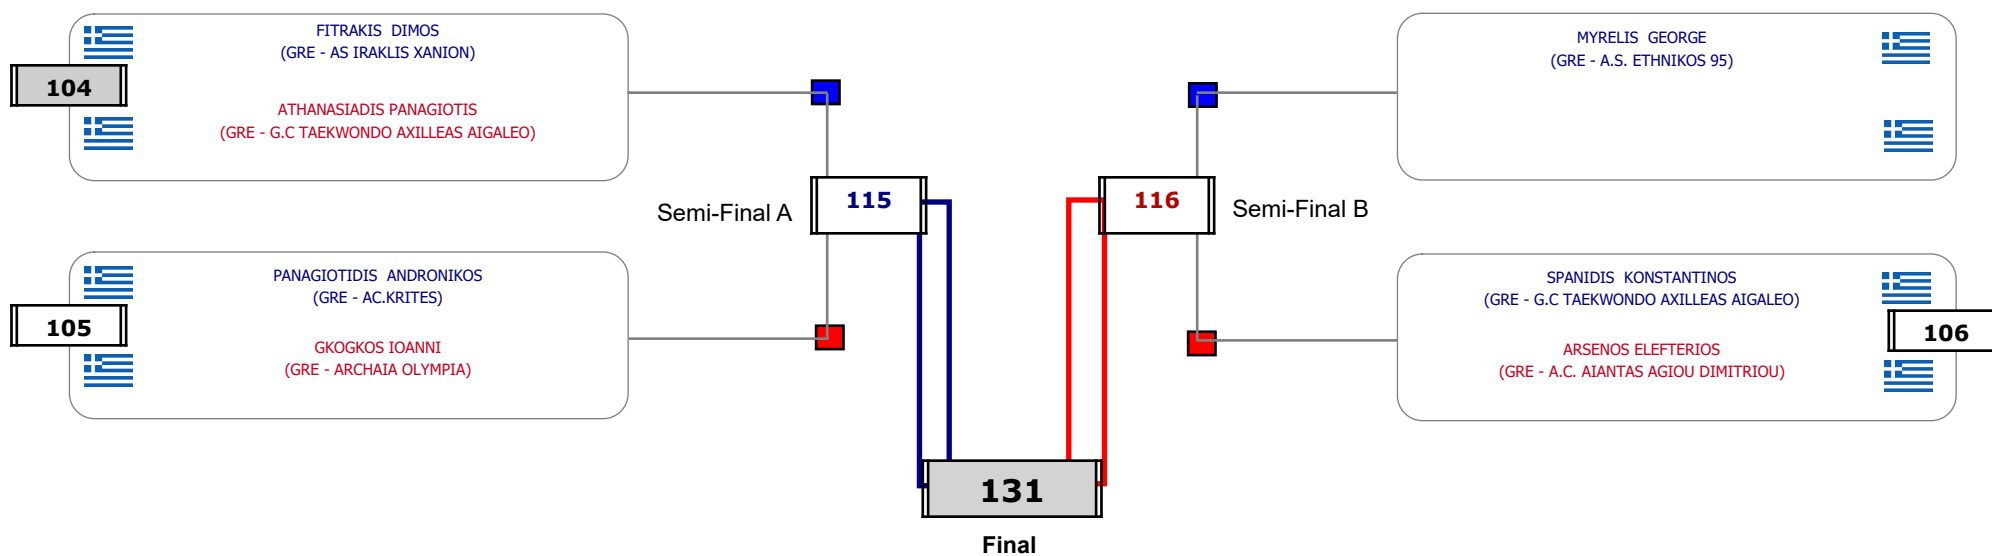 FITRAKIS DIMOS
(GRE - AS IRAKLIS XANION)
104
ATHANASIADIS PANAGIOTIS
(GRE - G.C TAEKWONDO AXILLEAS AIGALEO)
PANAGIOTIDIS ANDRONIKOS
(GRE - AC.KRITES)
105
GKOGKOS IOANNI
(GRE - ARCHAIA OLYMPIA)
Semi-Final A
115
116
Semi-Final B
MYRELIS GEORGE
(GRE - A.S. ETHNIKOS 95)
SPANIDIS KONSTANTINOS
(GRE - G.C TAEKWONDO AXILLEAS AIGALEO)
106
ARSENOS ELEFTERIOS
(GRE - A.C. AIANTAS AGIOU DIMITRIOU)
131
Final